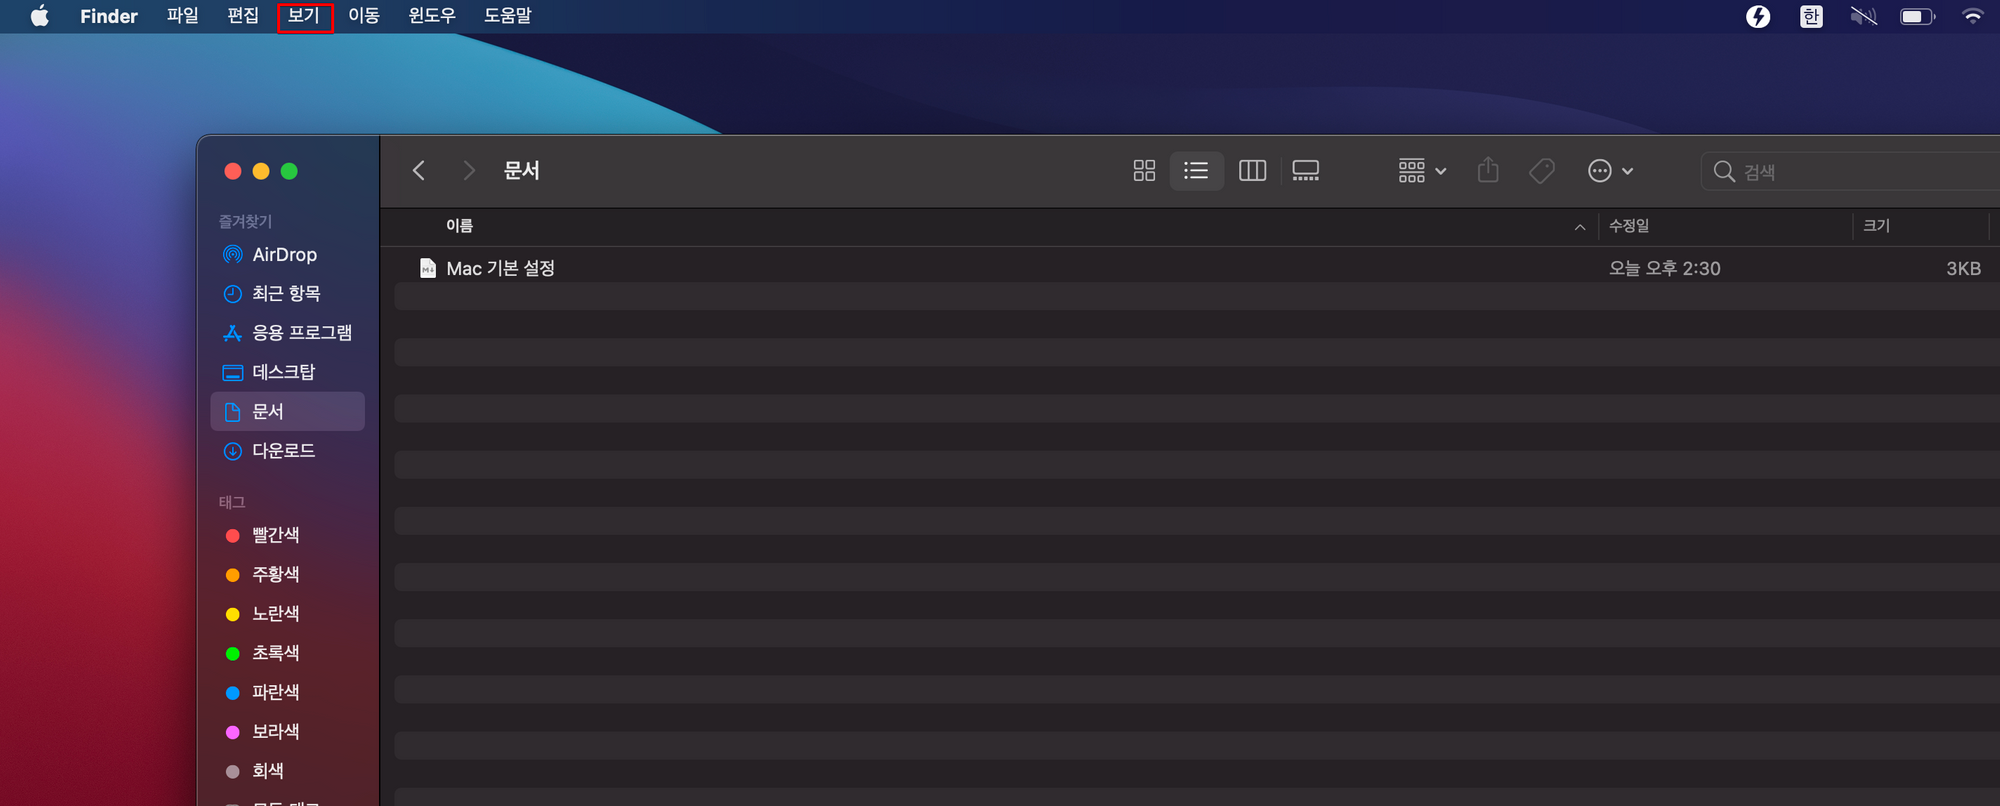 Finder 파일 편집 보기 이동 윈도우 도움말 한
문서 검색
즐겨찾기
AirDrop
최근 항목
응용 프로그램
데스크탑
문서
다운로드
태그
빨간색
주황색
노란색
초록색
파란색
보라색
회색
이름 수정일 크기
Mac 기본 설정 오늘 오후 2:30 3KB